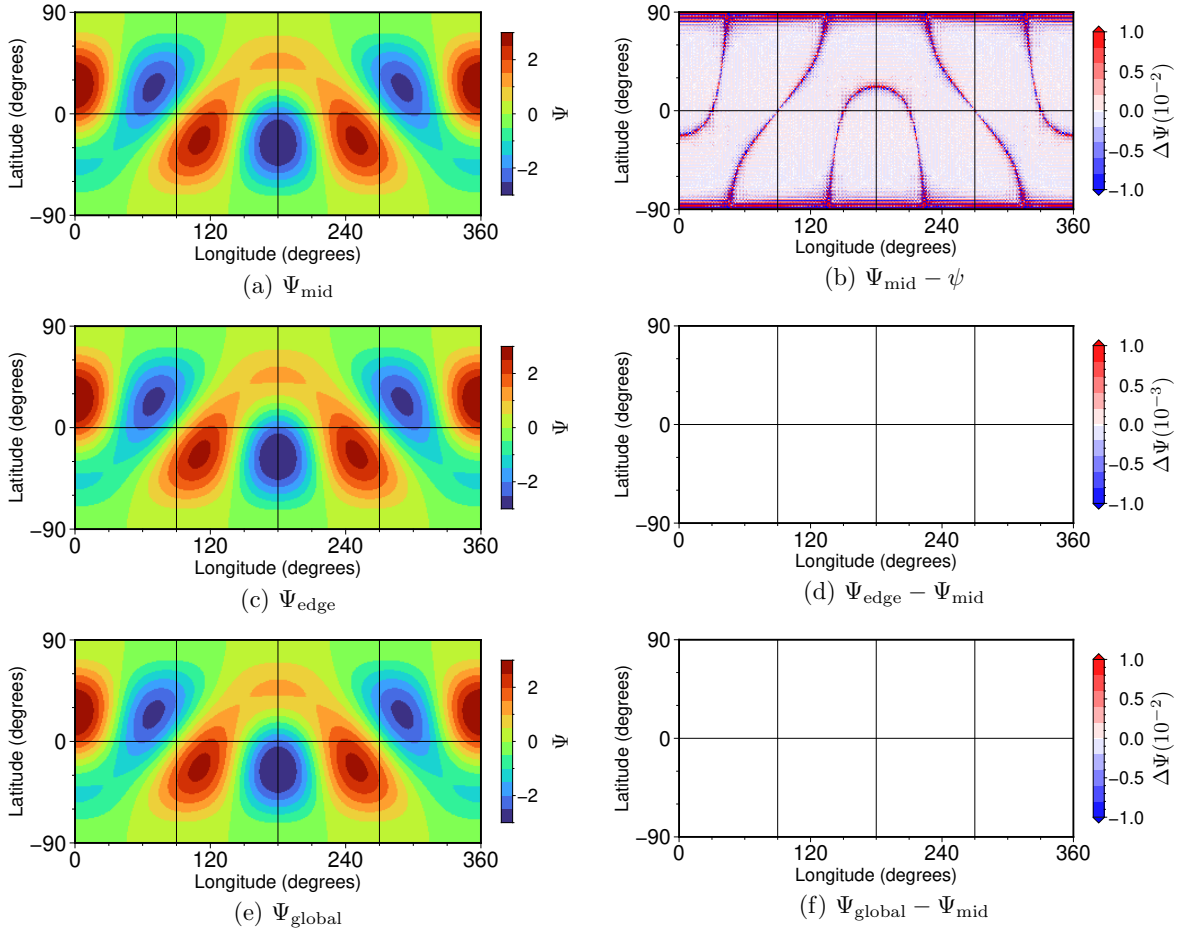 90
0
−90
Latitude (degrees)
0 120 240 360
Longitude (degrees)
2
0
−2
Ψ
(a) Ψmid
90
0
−90
Latitude (degrees)
0 120 240 360
Longitude (degrees)
1.0
0.5
0.0
−0.5
−1.0
ΔΨ(10−2)
(b) Ψmid − ψ
90
0
−90
Latitude (degrees)
0 120 240 360
Longitude (degrees)
2
0
−2
Ψ
(c) Ψedge
90
0
−90
Latitude (degrees)
0 120 240 360
Longitude (degrees)
1.0
0.5
0.0
−0.5
−1.0
ΔΨ(10−3)
(d) Ψedge − Ψmid
90
0
−90
Latitude (degrees)
0 120 240 360
Longitude (degrees)
2
0
−2
Ψ
(e) Ψglobal
90
0
−90
Latitude (degrees)
0 120 240 360
Longitude (degrees)
1.0
0.5
0.0
−0.5
−1.0
ΔΨ(10−2)
(f) Ψglobal − Ψmid